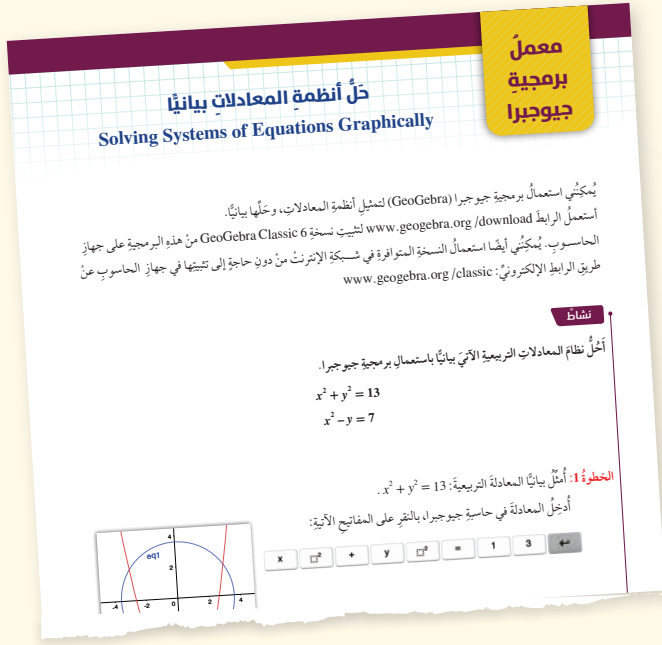 معملُ
برمجيةِ
جيوجبرا
حَلُّ أنظمةِ المعادلاتِ بيانيًّا
Solving Systems of Equations Graphically
يُمكِنُني استعمالُ برمجيةِ جيوجبرا (GeoGebra) لتمثيلِ أنظمةِ المعادلاتِ، وحَلِّها بيانيًّا.
أستعملُ الرابطَ www.geogebra.org/download لتثبيتِ نسخةِ GeoGebra Classic 6 منْ هذهِ البرمجيةِ على جهازِ
الحاسوبِ. يُمكِنُني أيضًا استعمالُ النسخةِ المتوافرةِ في شبكةِ الإنترنتْ منْ دونِ حاجةٍ إلى تثبيتِها في جهازِ الحاسوبِ عنْ
طريقِ الرابطِ الإلكترونيِّ: www.geogebra.org/classic
نشاطٌ
أَحُلُّ نظامَ المعادلاتِ التربيعيةِ الآتيَ بيانيًّا باستعمالِ برمجيةِ جيوجبرا.
x² + y² = 13
x² – y = 7
الخطوةُ 1: أُمثِّلُ بيانيًّا المعادلةَ التربيعيةَ: x² + y² = 13 .
أُدخِلُ المعادلةَ في حاسبةِ جيوجبرا، بالنقرِ على المفاتيحِ الآتيةِ:
x □² + y □² = 1 3 ↵
4
eq1
2
-4 -2 0 2 4